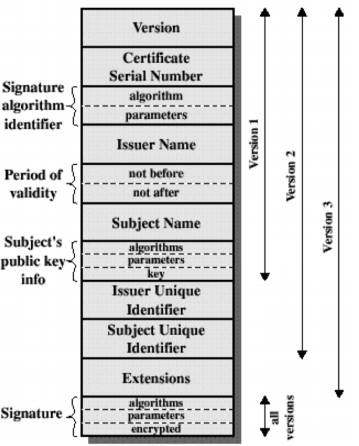 Version
Certificate
Serial Number
Signature
algorithm
identifier
algorithm
parameters
Issuer Name
Period of
validity
not before
not after
Subject Name
Subject's
public key
info
algorithms
parameters
key
Issuer Unique
Identifier
Subject Unique
Identifier
Extensions
Signature
algorithms
parameters
encrypted
Version 1
Version 2
Version 3
all
versions